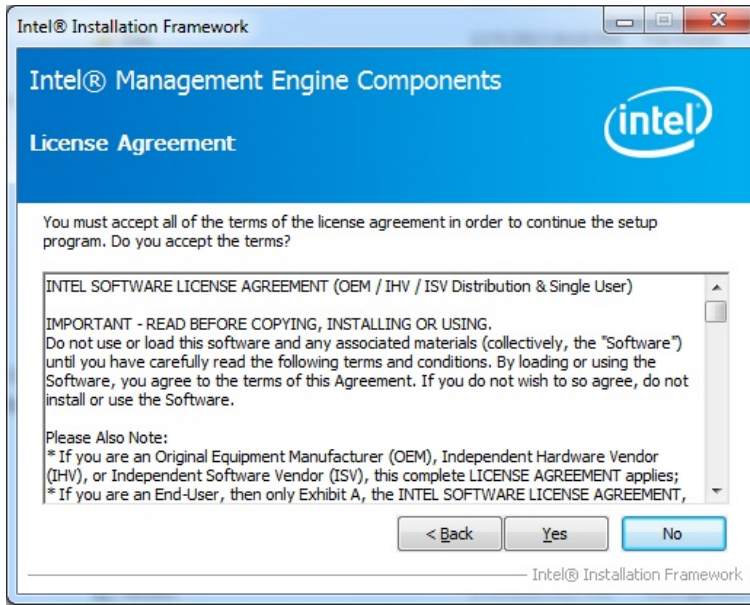 Intel® Installation Framework
Intel® Management Engine Components
License Agreement
intel
You must accept all of the terms of the license agreement in order to continue the setup
program. Do you accept the terms?
INTEL SOFTWARE LICENSE AGREEMENT (OEM / IHV / ISV Distribution & Single User)
IMPORTANT - READ BEFORE COPYING, INSTALLING OR USING.
Do not use or load this software and any associated materials (collectively, the "Software")
until you have carefully read the following terms and conditions. By loading or using the
Software, you agree to the terms of this Agreement. If you do not wish to so agree, do not
install or use the Software.
Please Also Note:
* If you are an Original Equipment Manufacturer (OEM), Independent Hardware Vendor
(IHV), or Independent Software Vendor (ISV), this complete LICENSE AGREEMENT applies;
* If you are an End-User, then only Exhibit A, the INTEL SOFTWARE LICENSE AGREEMENT,
< Back Yes No
Intel® Installation Framework